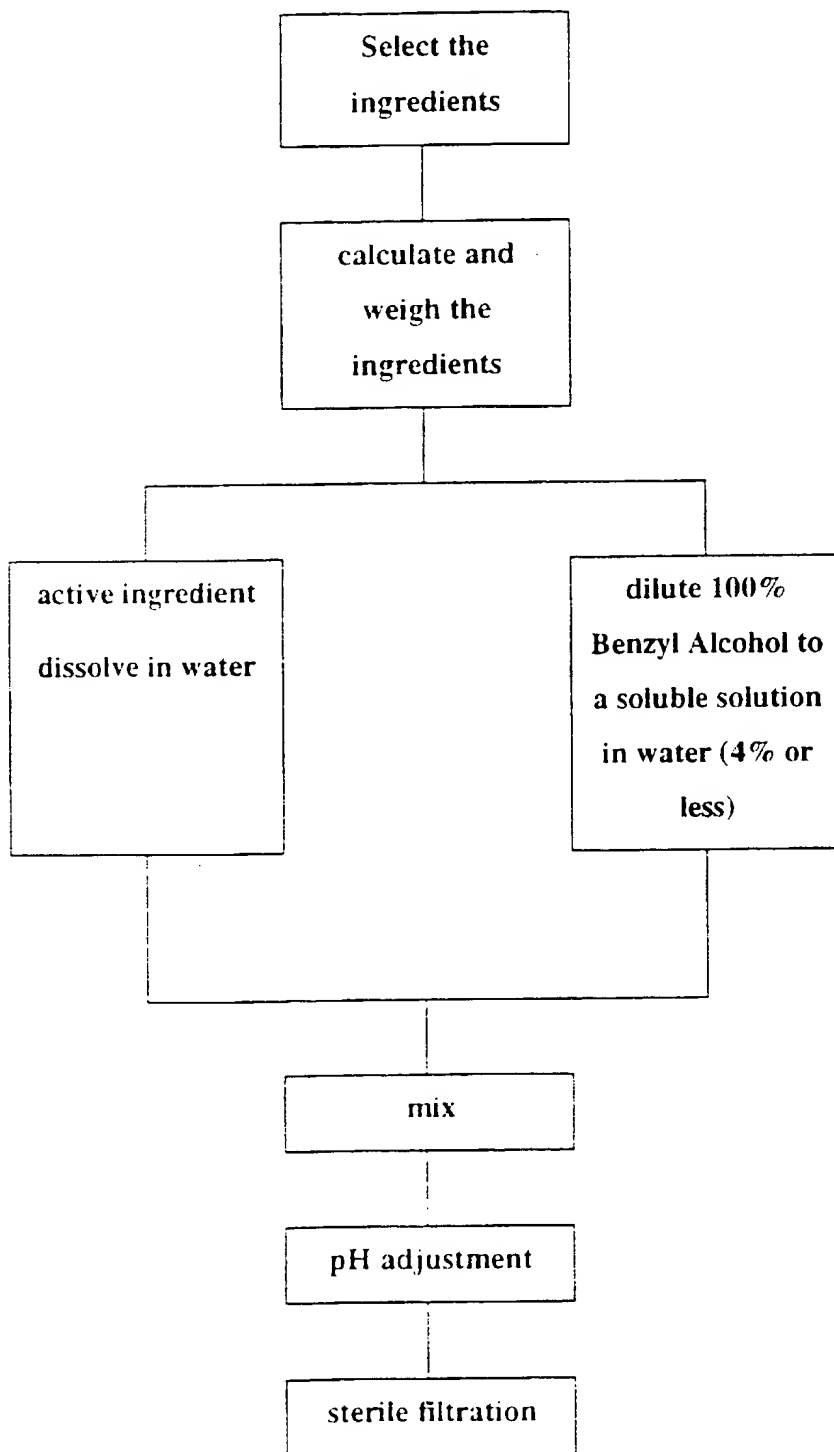 Select the
ingredients
calculate and
weigh the
ingredients
active ingredient
dissolve in water
dilute 100%
Benzyl Alcohol to
a soluble solution
in water (4% or
less)
mix
pH adjustment
sterile filtration